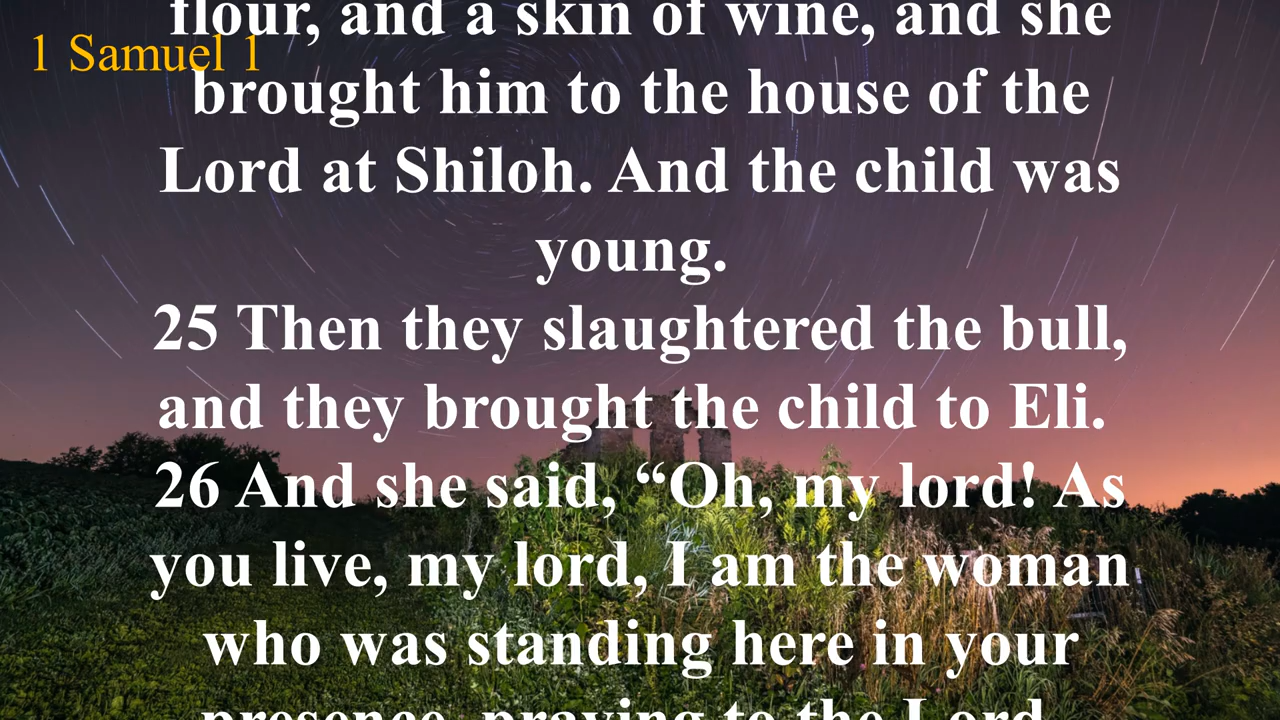 flour, and a skin of wine, and she
1 Samuel 1
brought him to the house of the
Lord at Shiloh. And the child was
young.
25 Then they slaughtered the bull,
and they brought the child to Eli.
26 And she said, “Oh, my lord! As
you live, my lord, I am the woman
who was standing here in your
presence, praying to the Lord.